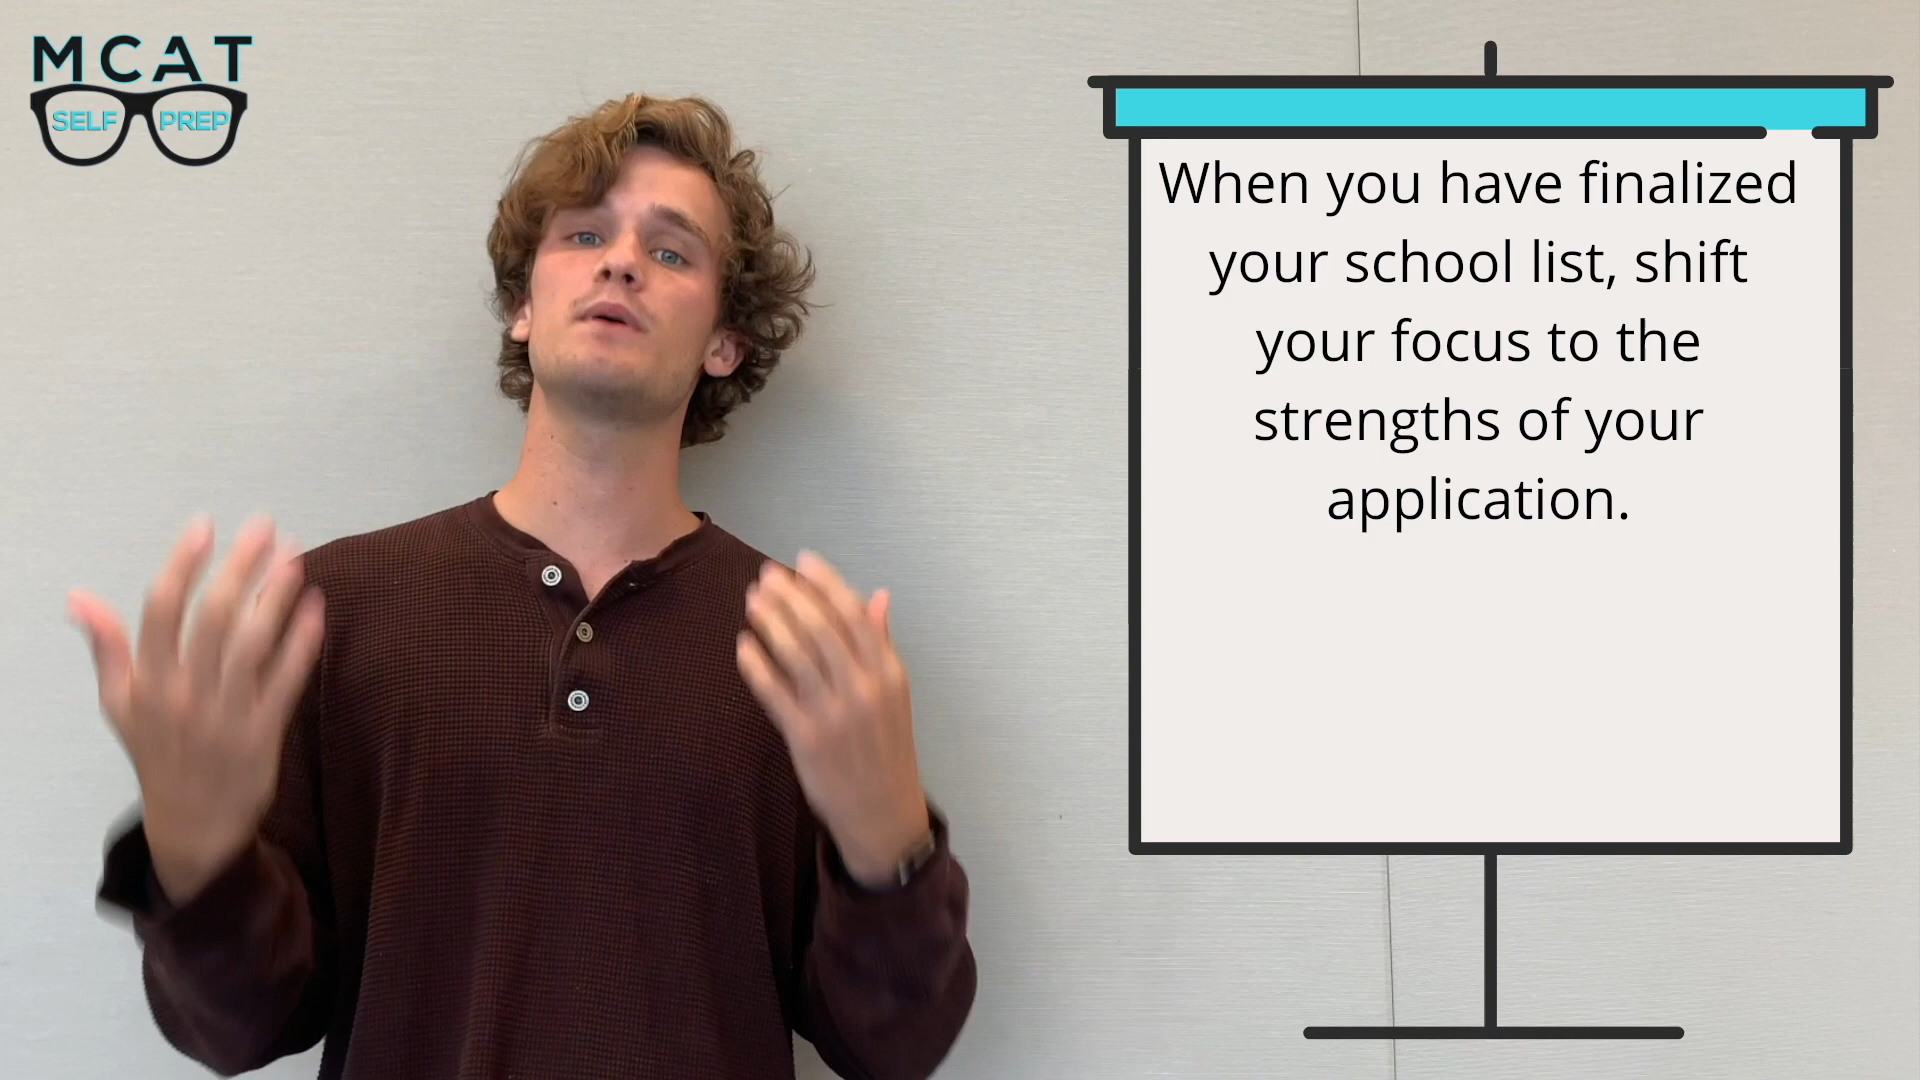 MCAT
SELF PREP
When you have finalized
your school list, shift
your focus to the
strengths of your
application.